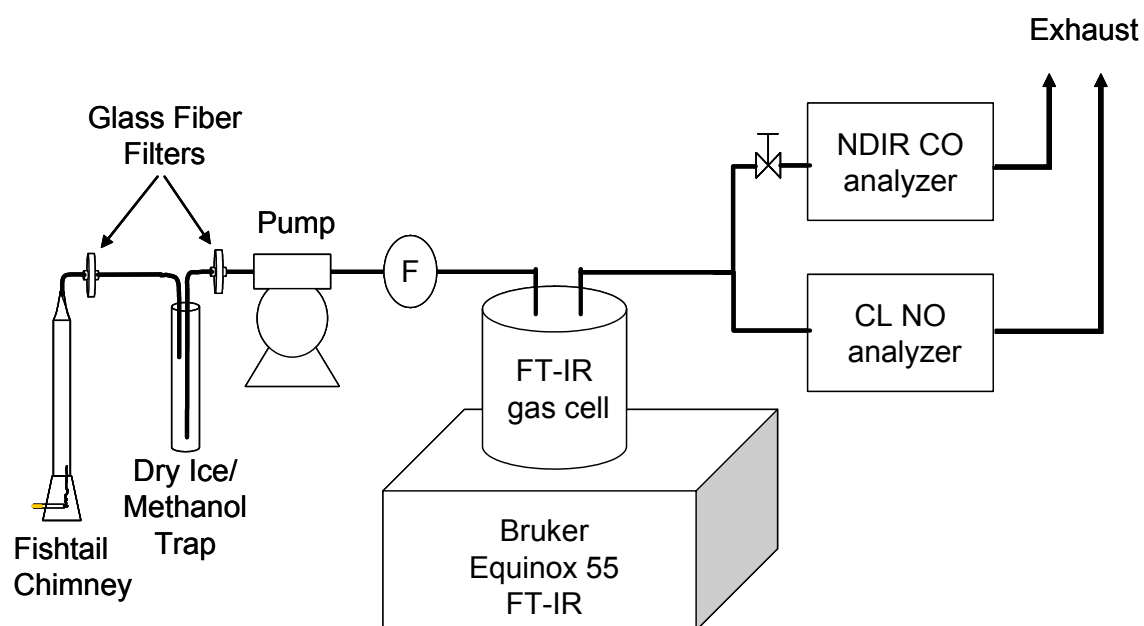 Exhaust
Glass Fiber
Filters
Pump
F
NDIR CO
analyzer
CL NO
analyzer
FT-IR
gas cell
Dry Ice/
Methanol
Trap
Fishtail
Chimney
Bruker
Equinox 55
FT-IR